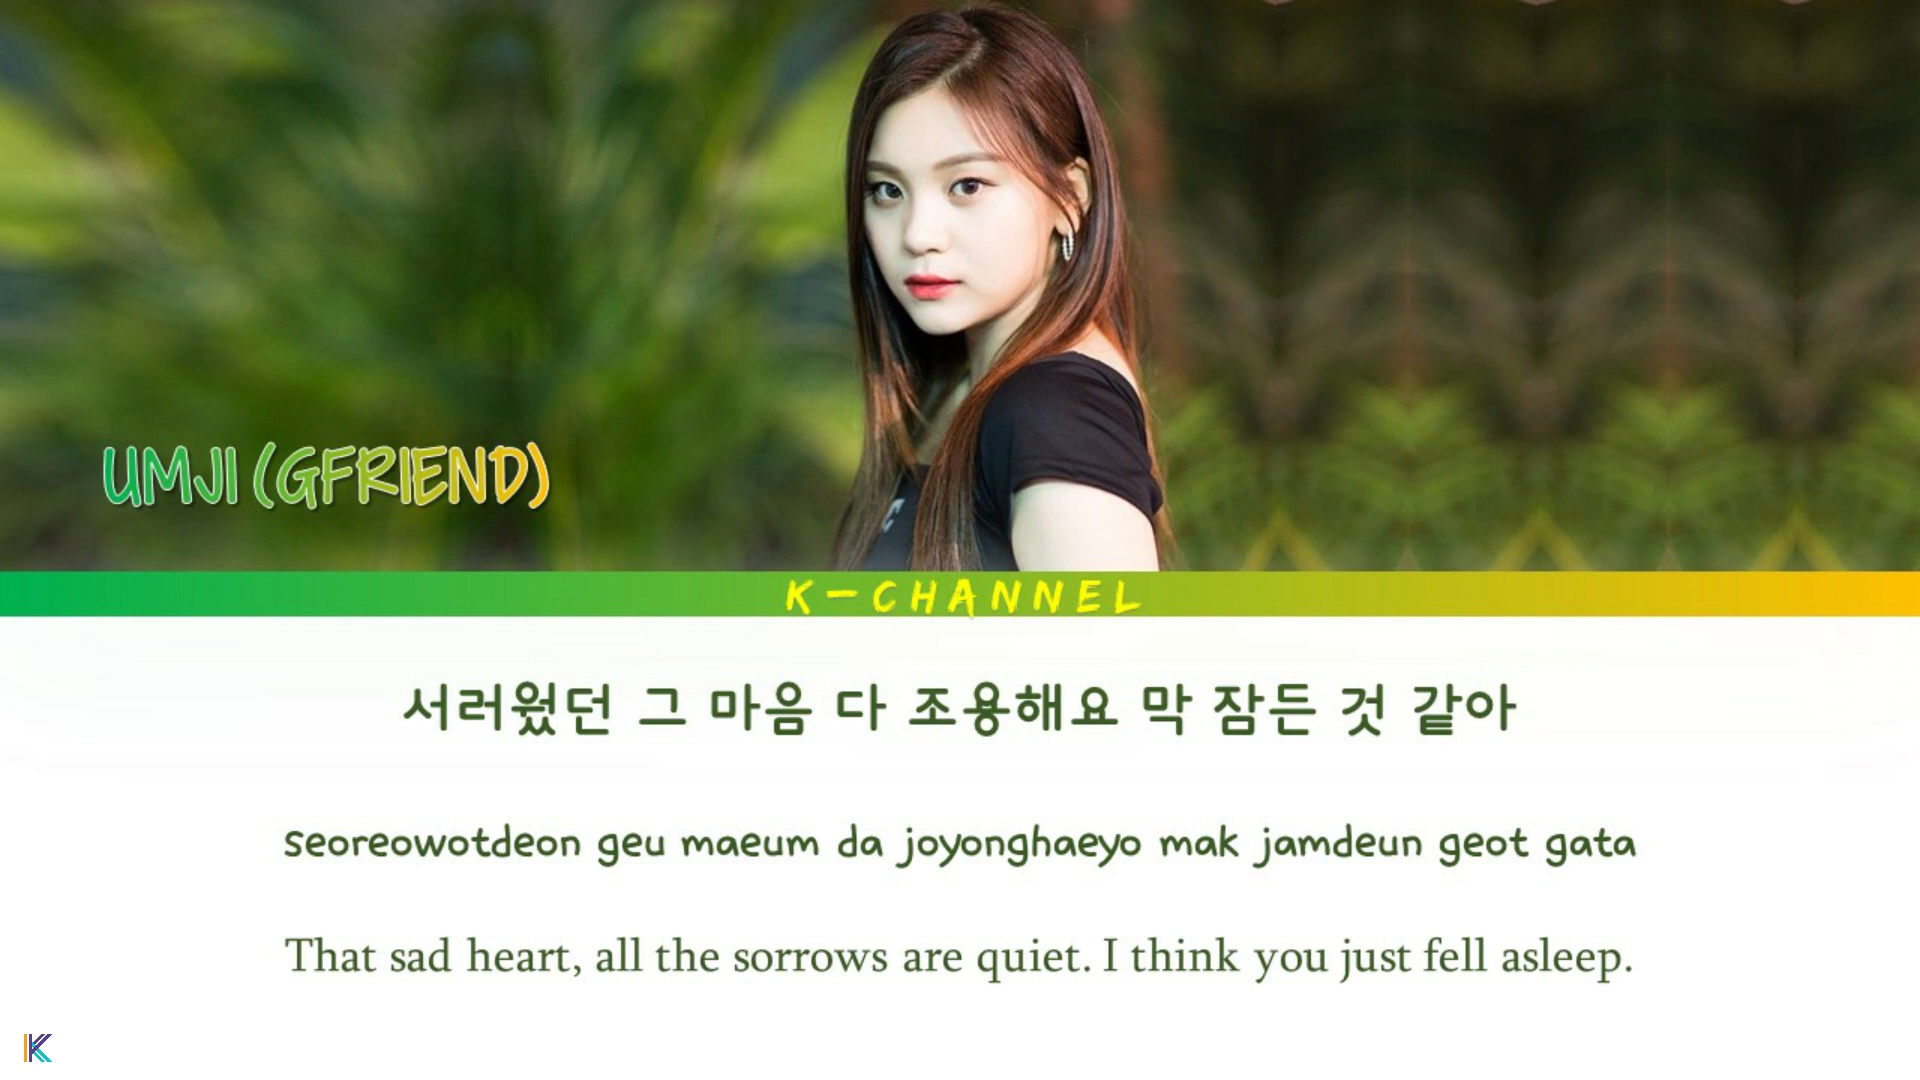 UMJI (GFRIEND)
K-CHANNEL
서러웠던 그 마음 다 조용해요 막 잠든 것 같아
seoreowotdeon geu maeum da joyonghaeyo mak jamdeun geot gata
That sad heart, all the sorrows are quiet. I think you just fell asleep.
K